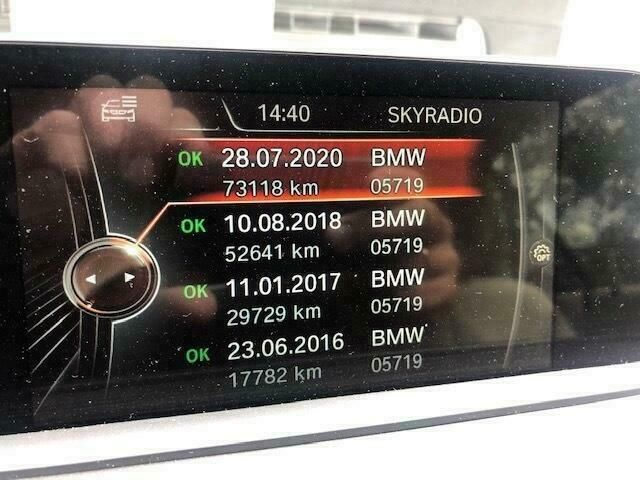 14:40 SKYRADIO
OK 28.07.2020 BMW
73118 km 05719
OK 10.08.2018 BMW
52641 km 05719
OK 11.01.2017 BMW
29729 km 05719
OK 23.06.2016 BMW
17782 km 05719
OPT